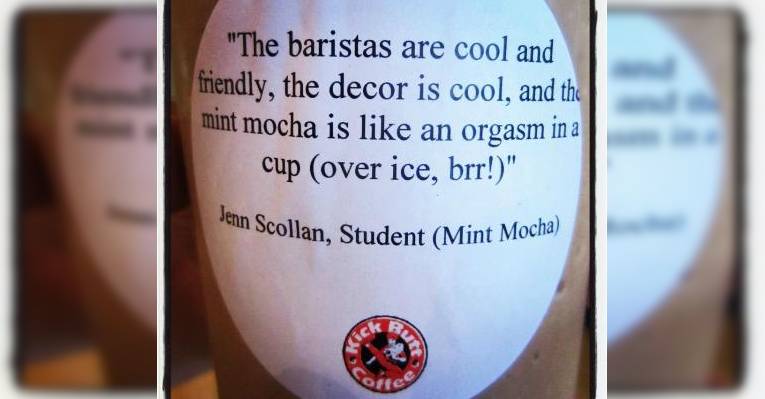 "The baristas are cool and
friendly, the decor is cool, and the
mint mocha is like an orgasm in a
cup (over ice, brr!)"
Jenn Scollan, Student (Mint Mocha)
Kick Butt
Coffee